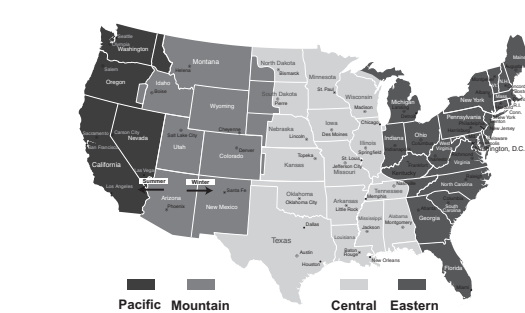 Seattle
Olympia
Washington
Salem
Oregon
Montana
Helena
Idaho
Boise
Wyoming
Cheyenne
Sacramento
Carson City
San Francisco
Nevada
California
Los Angeles
Las Vegas
Salt Lake City
Utah
Denver
Colorado
Summer
Winter
Arizona
Phoenix
Santa Fe
New Mexico
North Dakota
Bismarck
South Dakota
Pierre
Nebraska
Lincoln
Topeka
Kansas
Oklahoma
Oklahoma City
Texas
Dallas
Austin
Houston
Minnesota
St. Paul
Wisconsin
Madison
Iowa
Des Moines
Chicago
Illinois
Springfield
St. Louis
Jefferson City
Missouri
Arkansas
Little Rock
Louisiana
Baton
Rouge
New Orleans
Mississippi
Jackson
Alabama
Montgomery
Tennessee
Nashville
Memphis
Kentucky
Michigan
Indiana
Ohio
West
Virginia
Virginia
Pennsylvania
New York
Maine
Washington, D.C.
North Carolina
South
Carolina
Georgia
Florida
Pacific
Mountain
Central
Eastern